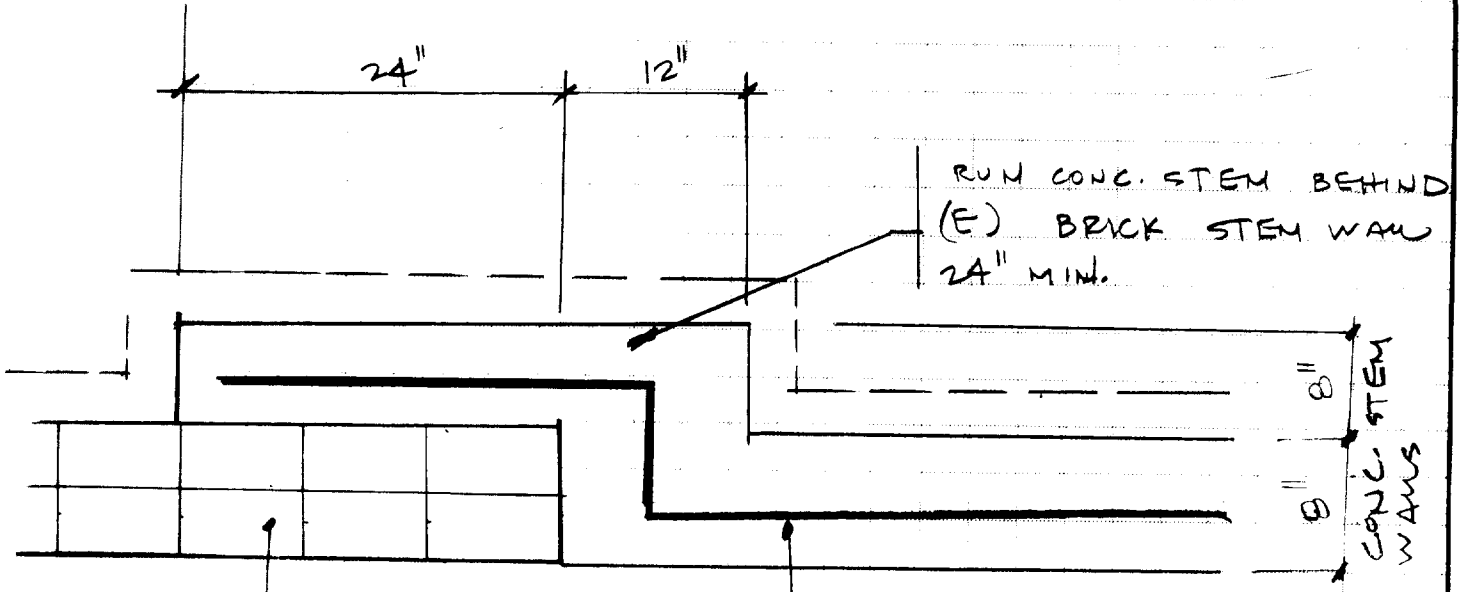 24" 12"
RUN CONC. STEM BEHIND
(E) BRICK STEM WALL
24" MIN.
8"
8"
CONC. STEM
WALLS